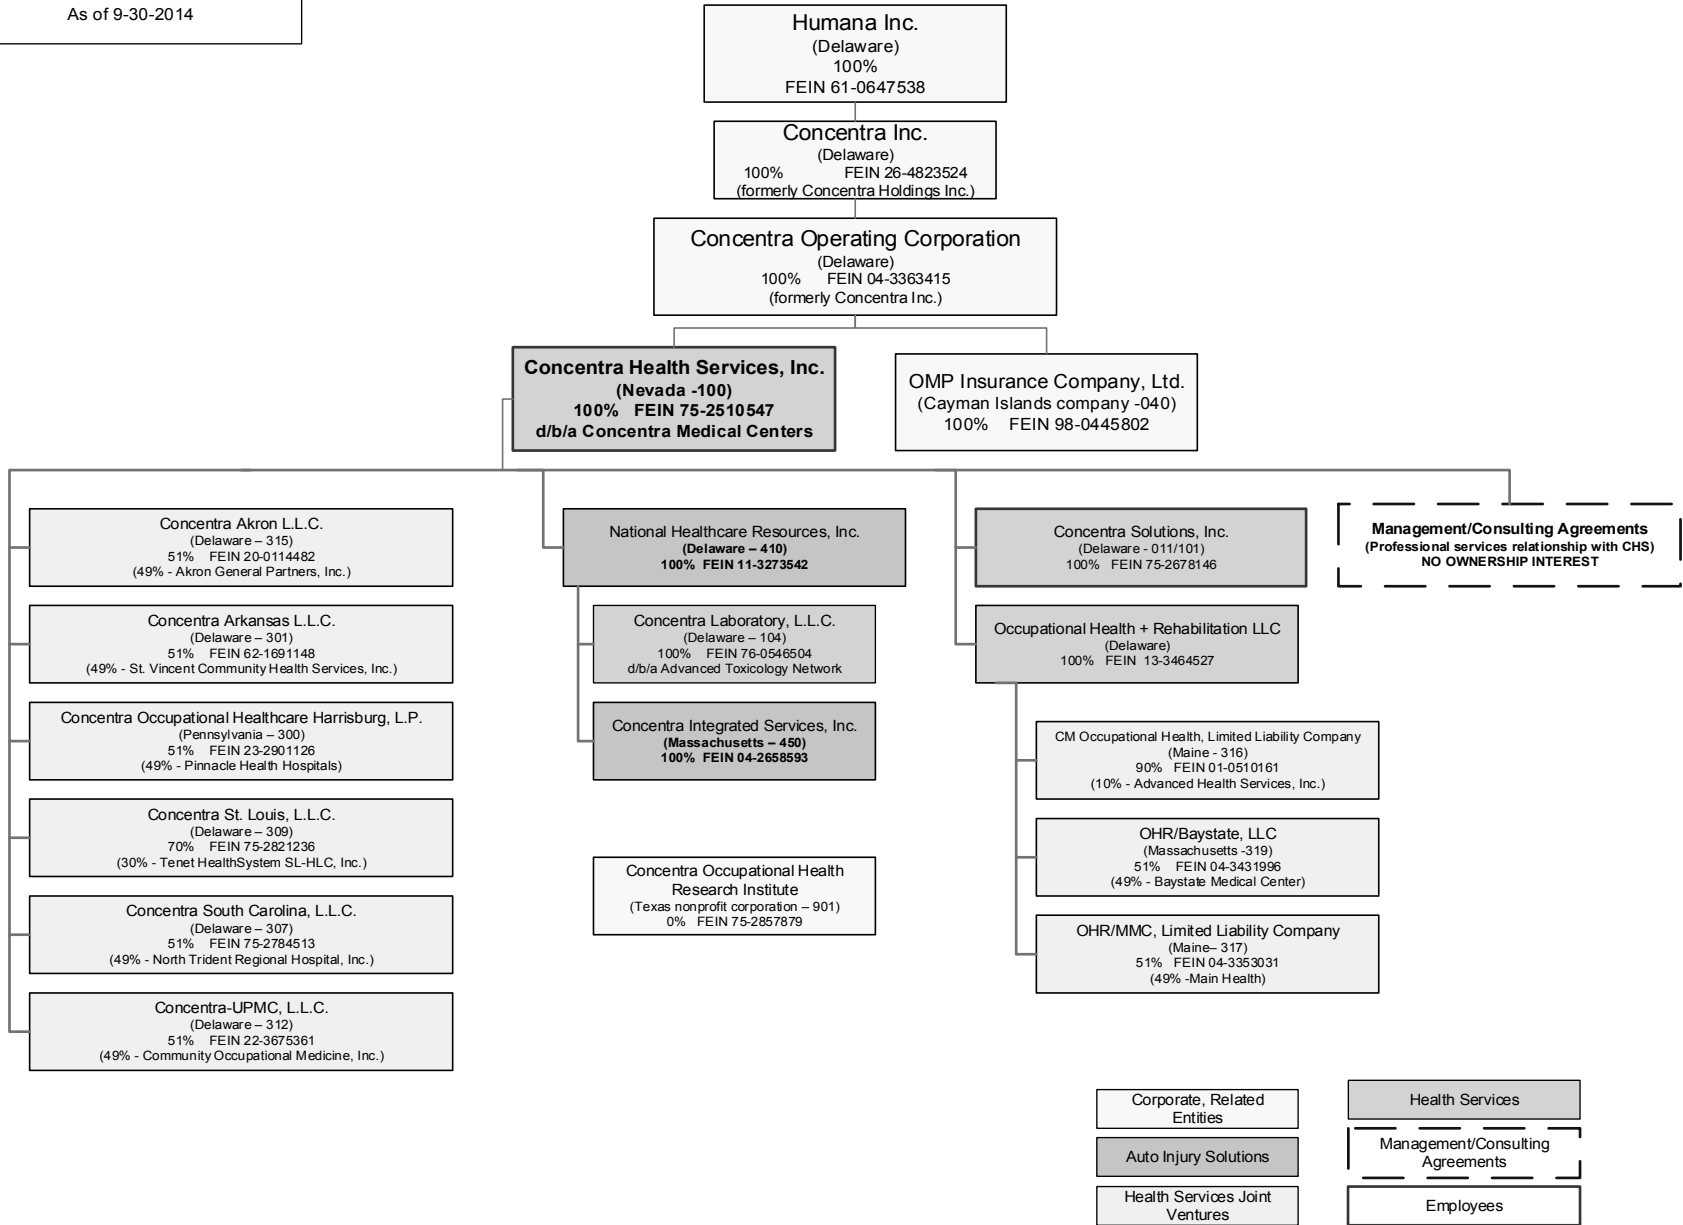 As of 9-30-2014
Humana Inc.
(Delaware)
100%
FEIN 61-0647538
Concentra Inc.
(Delaware)
100% FEIN 26-4823524
(formerly Concentra Holdings Inc.)
Concentra Operating Corporation
(Delaware)
100% FEIN 04-3363415
(formerly Concentra Inc.)
Concentra Health Services, Inc.
(Nevada -100)
100% FEIN 75-2510547
d/b/a Concentra Medical Centers
OMP Insurance Company, Ltd.
(Cayman Islands company -040)
100% FEIN 98-0445802
Concentra Akron L.L.C.
(Delaware – 315)
51% FEIN 20-0114482
(49% - Akron General Partners, Inc.)
Concentra Arkansas L.L.C.
(Delaware – 301)
51% FEIN 62-1691148
(49% - St. Vincent Community Health Services, Inc.)
Concentra Occupational Healthcare Harrisburg, L.P.
(Pennsylvania – 300)
51% FEIN 23-2901126
(49% - Pinnacle Health Hospitals)
Concentra St. Louis, L.L.C.
(Delaware – 309)
70% FEIN 75-2821236
(30% - Tenet HealthSystem SL-HLC, Inc.)
Concentra South Carolina, L.L.C.
(Delaware – 307)
51% FEIN 75-2784513
(49% - North Trident Regional Hospital, Inc.)
Concentra-UPMC, L.L.C.
(Delaware – 312)
51% FEIN 22-3675361
(49% - Community Occupational Medicine, Inc.)
National Healthcare Resources, Inc.
(Delaware – 410)
100% FEIN 11-3273542
Concentra Laboratory, L.L.C.
(Delaware – 104)
100% FEIN 76-0546504
d/b/a Advanced Toxicology Network
Concentra Integrated Services, Inc.
(Massachusetts – 450)
100% FEIN 04-2658593
Concentra Occupational Health
Research Institute
(Texas nonprofit corporation – 901)
0% FEIN 75-2857879
Concentra Solutions, Inc.
(Delaware - 011/101)
100% FEIN 75-2678146
Occupational Health + Rehabilitation LLC
(Delaware)
100% FEIN 13-3464527
CM Occupational Health, Limited Liability Company
(Maine - 316)
90% FEIN 01-0510161
(10% - Advanced Health Services, Inc.)
OHR/Baystate, LLC
(Massachusetts -319)
51% FEIN 04-3431996
(49% - Baystate Medical Center)
OHR/MMC, Limited Liability Company
(Maine– 317)
51% FEIN 04-3353031
(49% -Main Health)
Management/Consulting Agreements
(Professional services relationship with CHS)
NO OWNERSHIP INTEREST
Corporate, Related
Entities
Health Services
Auto Injury Solutions
Management/Consulting
Agreements
Health Services Joint
Ventures
Employees